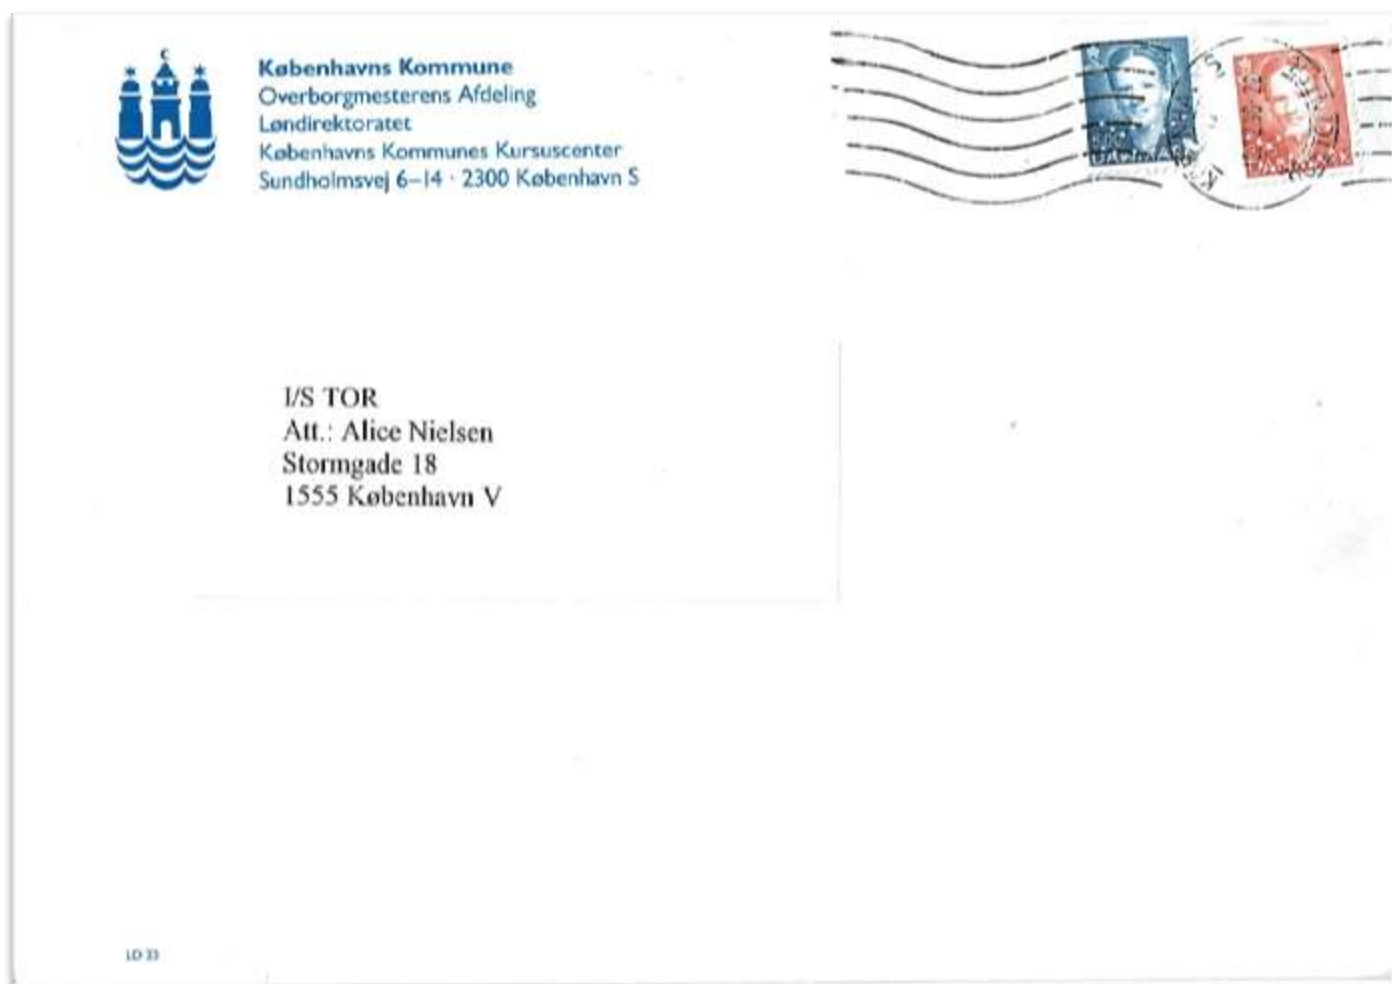 Københavns Kommune
Overborgmesterens Afdeling
Løndirektoratet
Københavns Kommunes Kursuscenter
Sundholmsvej 6–14 · 2300 København S
I/S TOR
Att.: Alice Nielsen
Stormgade 18
1555 København V
LD 33